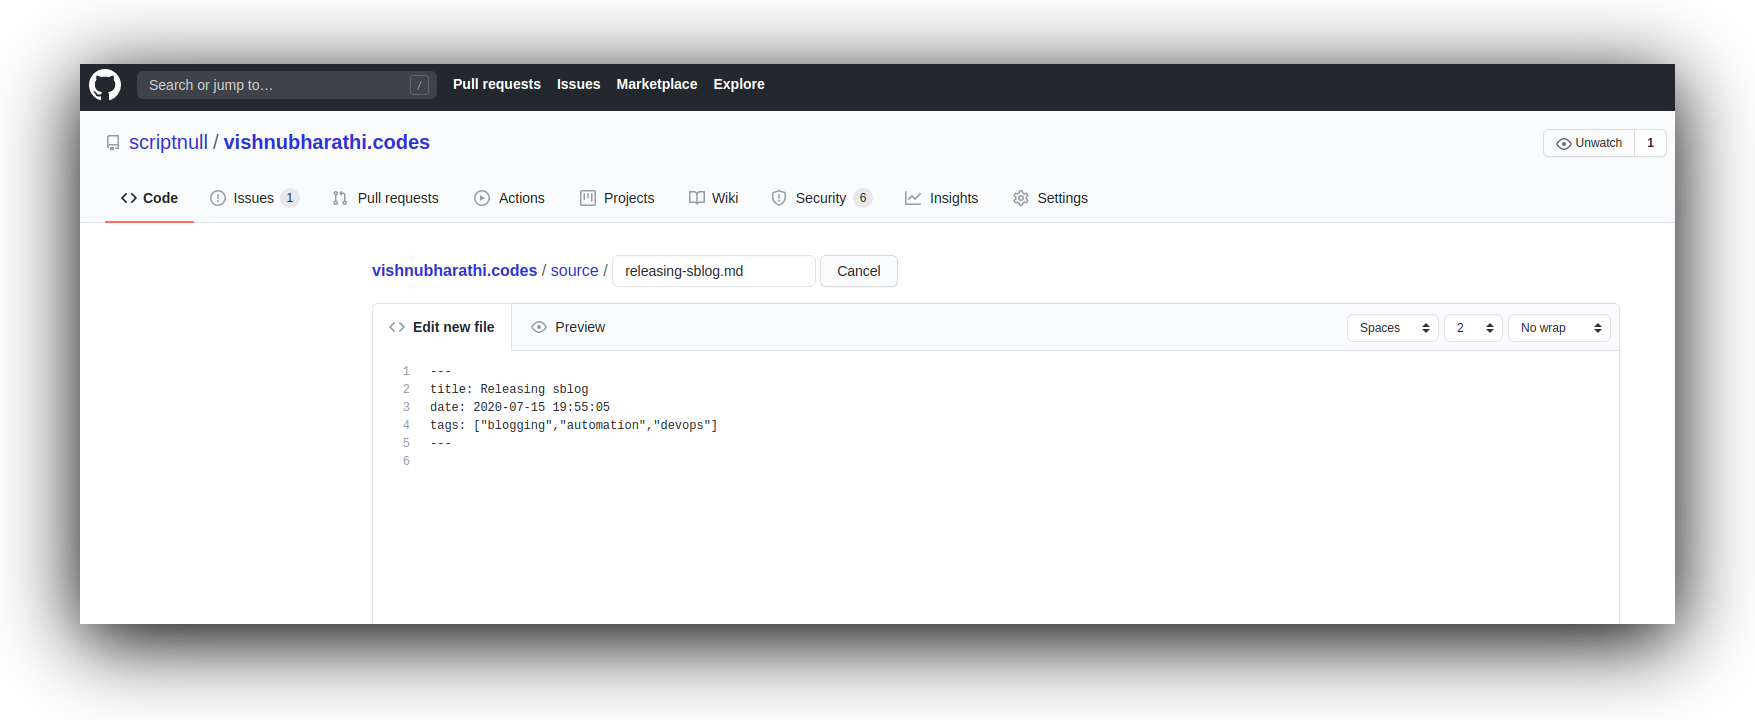 Search or jump to… /
Pull requests Issues Marketplace Explore
scriptnull / vishnubharathi.codes
Unwatch 1
Code Issues 1 Pull requests Actions Projects Wiki Security 6 Insights Settings
vishnubharathi.codes / source / releasing-sblog.md Cancel
Edit new file Preview Spaces 2 No wrap
1 ---
2 title: Releasing sblog
3 date: 2020-07-15 19:55:05
4 tags: ["blogging","automation","devops"]
5 ---
6